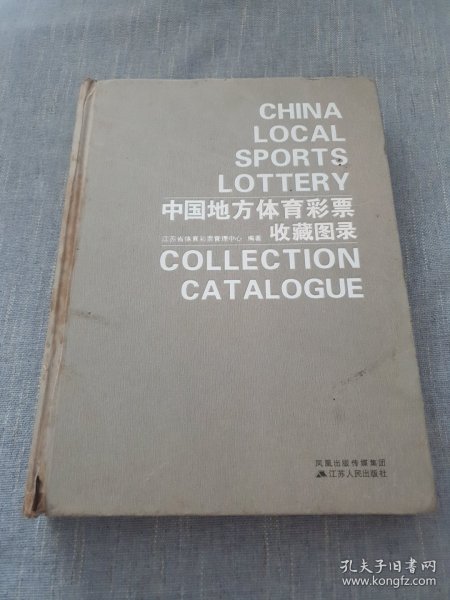 CHINA
LOCAL
SPORTS
LOTTERY
中国地方体育彩票
江苏省体育彩票管理中心 编著
收藏图录
COLLECTION
CATALOGUE
凤凰出版传媒集团
江苏人民出版社
孔夫子旧书网
www.kongfz.com